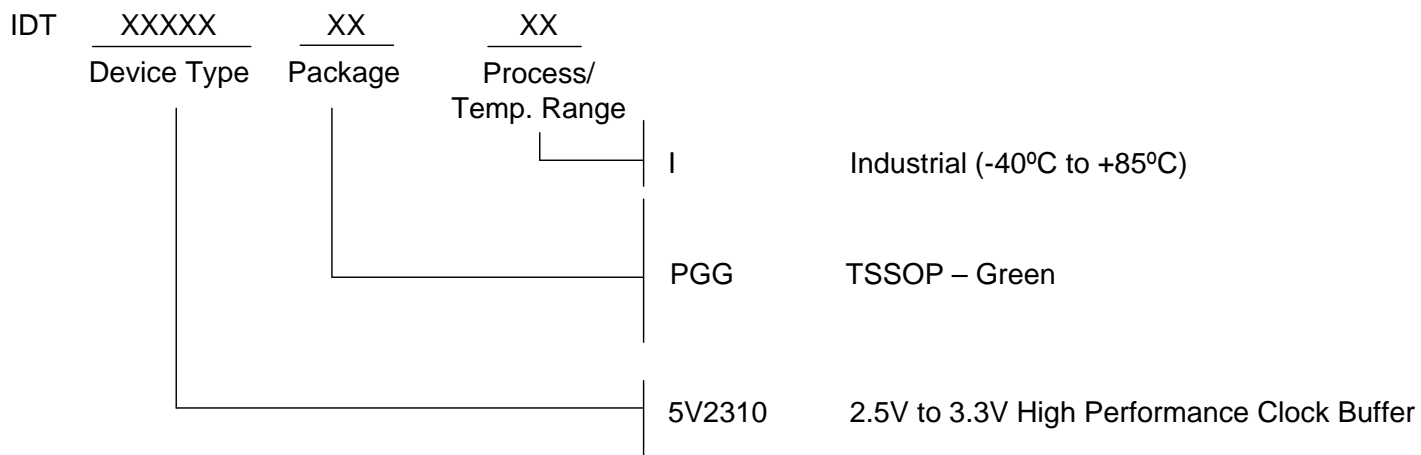 IDT XXXXX XX XX
Device Type Package Process/
Temp. Range
I Industrial (-40ºC to +85ºC)
PGG TSSOP – Green
5V2310 2.5V to 3.3V High Performance Clock Buffer